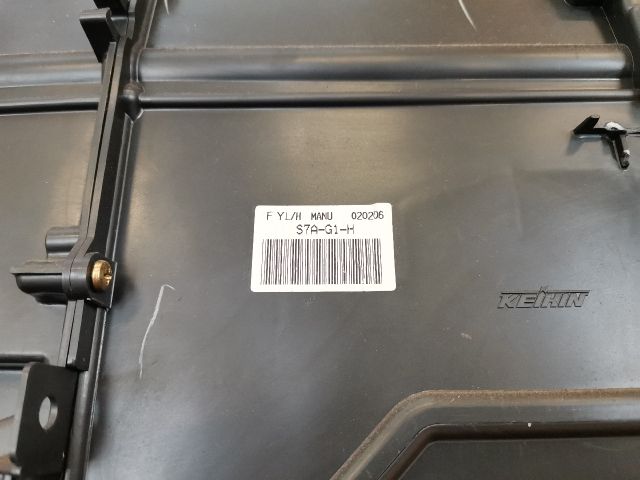 F YL/H MANU 020206
S7A-G1-H
KEIHIN